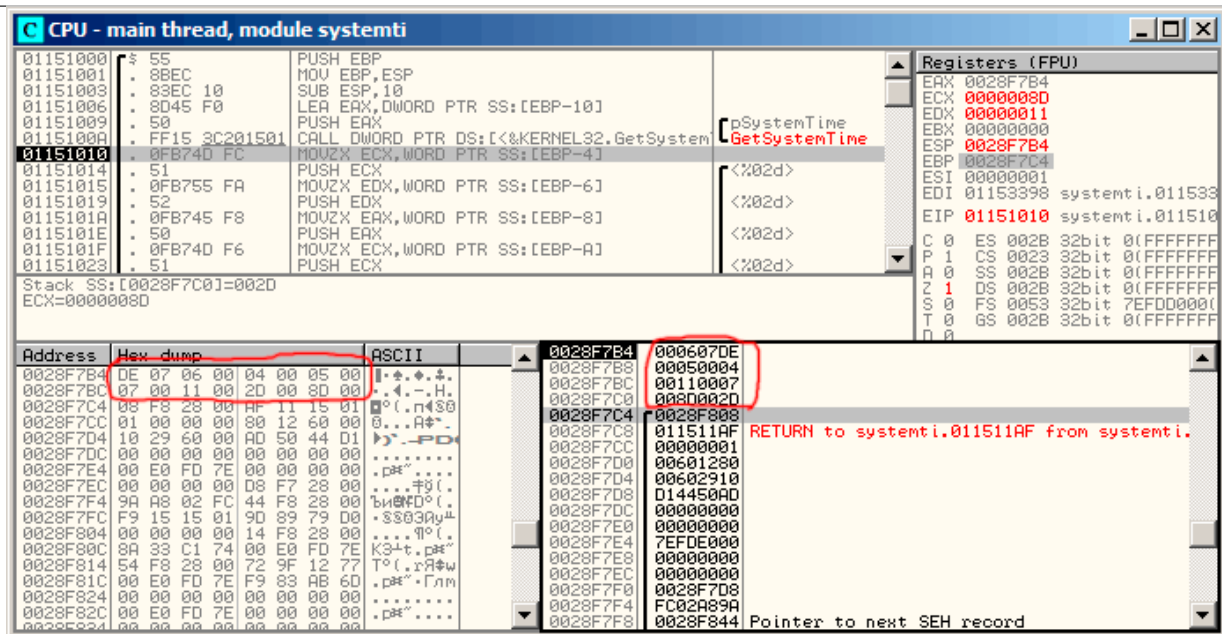 CPU - main thread, module systemti
01151000 $ 55 PUSH EBP
01151001 . 8BEC MOV EBP,ESP
01151003 . 83EC 10 SUB ESP,10
01151006 . 8D45 F0 LEA EAX,DWORD PTR SS:[EBP-10]
01151009 . 50 PUSH EAX pSystemTime
0115100A . FF15 3C201501 CALL DWORD PTR DS:[<&KERNEL32.GetSystem GetSystemTime
01151010 . 0FB74D FC MOVZX ECX,WORD PTR SS:[EBP-4]
01151014 . 51 PUSH ECX <%02d>
01151015 . 0FB755 FA MOVZX EDX,WORD PTR SS:[EBP-6]
01151019 . 52 PUSH EDX <%02d>
0115101A . 0FB745 F8 MOVZX EAX,WORD PTR SS:[EBP-8]
0115101E . 50 PUSH EAX <%02d>
0115101F . 0FB74D F6 MOVZX ECX,WORD PTR SS:[EBP-A]
01151023 . 51 PUSH ECX <%02d>
Stack SS:[0028F7C0]=002D
ECX=0000008D
Registers (FPU)
EAX 0028F7B4
ECX 0000008D
EDX 00000011
EBX 00000000
ESP 0028F7B4
EBP 0028F7C4
ESI 00000001
EDI 01153398 systemti.011533
EIP 01151010 systemti.011510
C 0 ES 002B 32bit 0(FFFFFFF
P 1 CS 0023 32bit 0(FFFFFFF
A 0 SS 002B 32bit 0(FFFFFFF
Z 1 DS 002B 32bit 0(FFFFFFF
S 0 FS 0053 32bit 7EFDD000(
T 0 GS 002B 32bit 0(FFFFFFF
D 0
Address Hex dump ASCII
0028F7B4 DE 07 06 00 04 00 05 00
0028F7BC 07 00 11 00 2D 00 8D 00
0028F7C4 08 F8 28 00 AF 11 15 01
0028F7CC 01 00 00 00 80 12 60 00
0028F7D4 10 29 60 00 AD 50 44 D1
0028F7DC 00 00 00 00 00 00 00 00
0028F7E4 00 E0 FD 7E 00 00 00 00
0028F7EC 00 00 00 00 D8 F7 28 00
0028F7F4 9A A8 02 FC 44 F8 28 00
0028F7FC F9 15 15 01 9D 89 79 D0
0028F804 00 00 00 00 14 F8 28 00
0028F80C 8A 33 C1 74 00 E0 FD 7E
0028F814 54 F8 28 00 72 9F 12 77
0028F81C 00 E0 FD 7E F9 83 AB 6D
0028F824 00 00 00 00 00 00 00 00
0028F82C 00 E0 FD 7E 00 00 00 00
0028F7B4 000607DE
0028F7B8 00050004
0028F7BC 00110007
0028F7C0 008D002D
0028F7C4 0028F808
0028F7C8 011511AF RETURN to systemti.011511AF from systemti.
0028F7CC 00000001
0028F7D0 00601280
0028F7D4 00602910
0028F7D8 D14450AD
0028F7DC 00000000
0028F7E0 00000000
0028F7E4 7EFDE000
0028F7E8 00000000
0028F7EC 00000000
0028F7F0 0028F7D8
0028F7F4 FC02A89A
0028F7F8 0028F844 Pointer to next SEH record